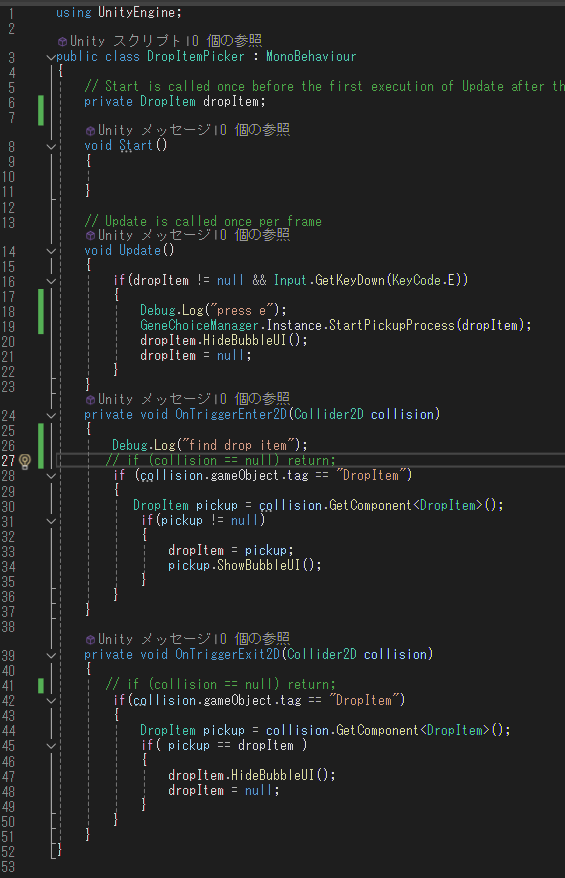 1 using UnityEngine;
2
Unity スクリプト|0 個の参照
3 public class DropItemPicker : MonoBehaviour
4 {
5 // Start is called once before the first execution of Update after th
6 private DropItem dropItem;
7
Unity メッセージ|0 個の参照
8 void Start()
9 {
10
11 }
12
13 // Update is called once per frame
Unity メッセージ|0 個の参照
14 void Update()
15 {
16 if(dropItem != null && Input.GetKeyDown(KeyCode.E))
17 {
18 Debug.Log("press e");
19 GeneChoiceManager.Instance.StartPickupProcess(dropItem);
20 dropItem.HideBubbleUI();
21 dropItem = null;
22 }
23 }
Unity メッセージ|0 個の参照
24 private void OnTriggerEnter2D(Collider2D collision)
25 {
26 Debug.Log("find drop item");
27 // if (collision == null) return;
28 if (collision.gameObject.tag == "DropItem")
29 {
30 DropItem pickup = collision.GetComponent<DropItem>();
31 if(pickup != null)
32 {
33 dropItem = pickup;
34 pickup.ShowBubbleUI();
35 }
36 }
37 }
38
Unity メッセージ|0 個の参照
39 private void OnTriggerExit2D(Collider2D collision)
40 {
41 // if (collision == null) return;
42 if(collision.gameObject.tag == "DropItem")
43 {
44 DropItem pickup = collision.GetComponent<DropItem>();
45 if( pickup == dropItem )
46 {
47 dropItem.HideBubbleUI();
48 dropItem = null;
49 }
50 }
51 }
52 }
53